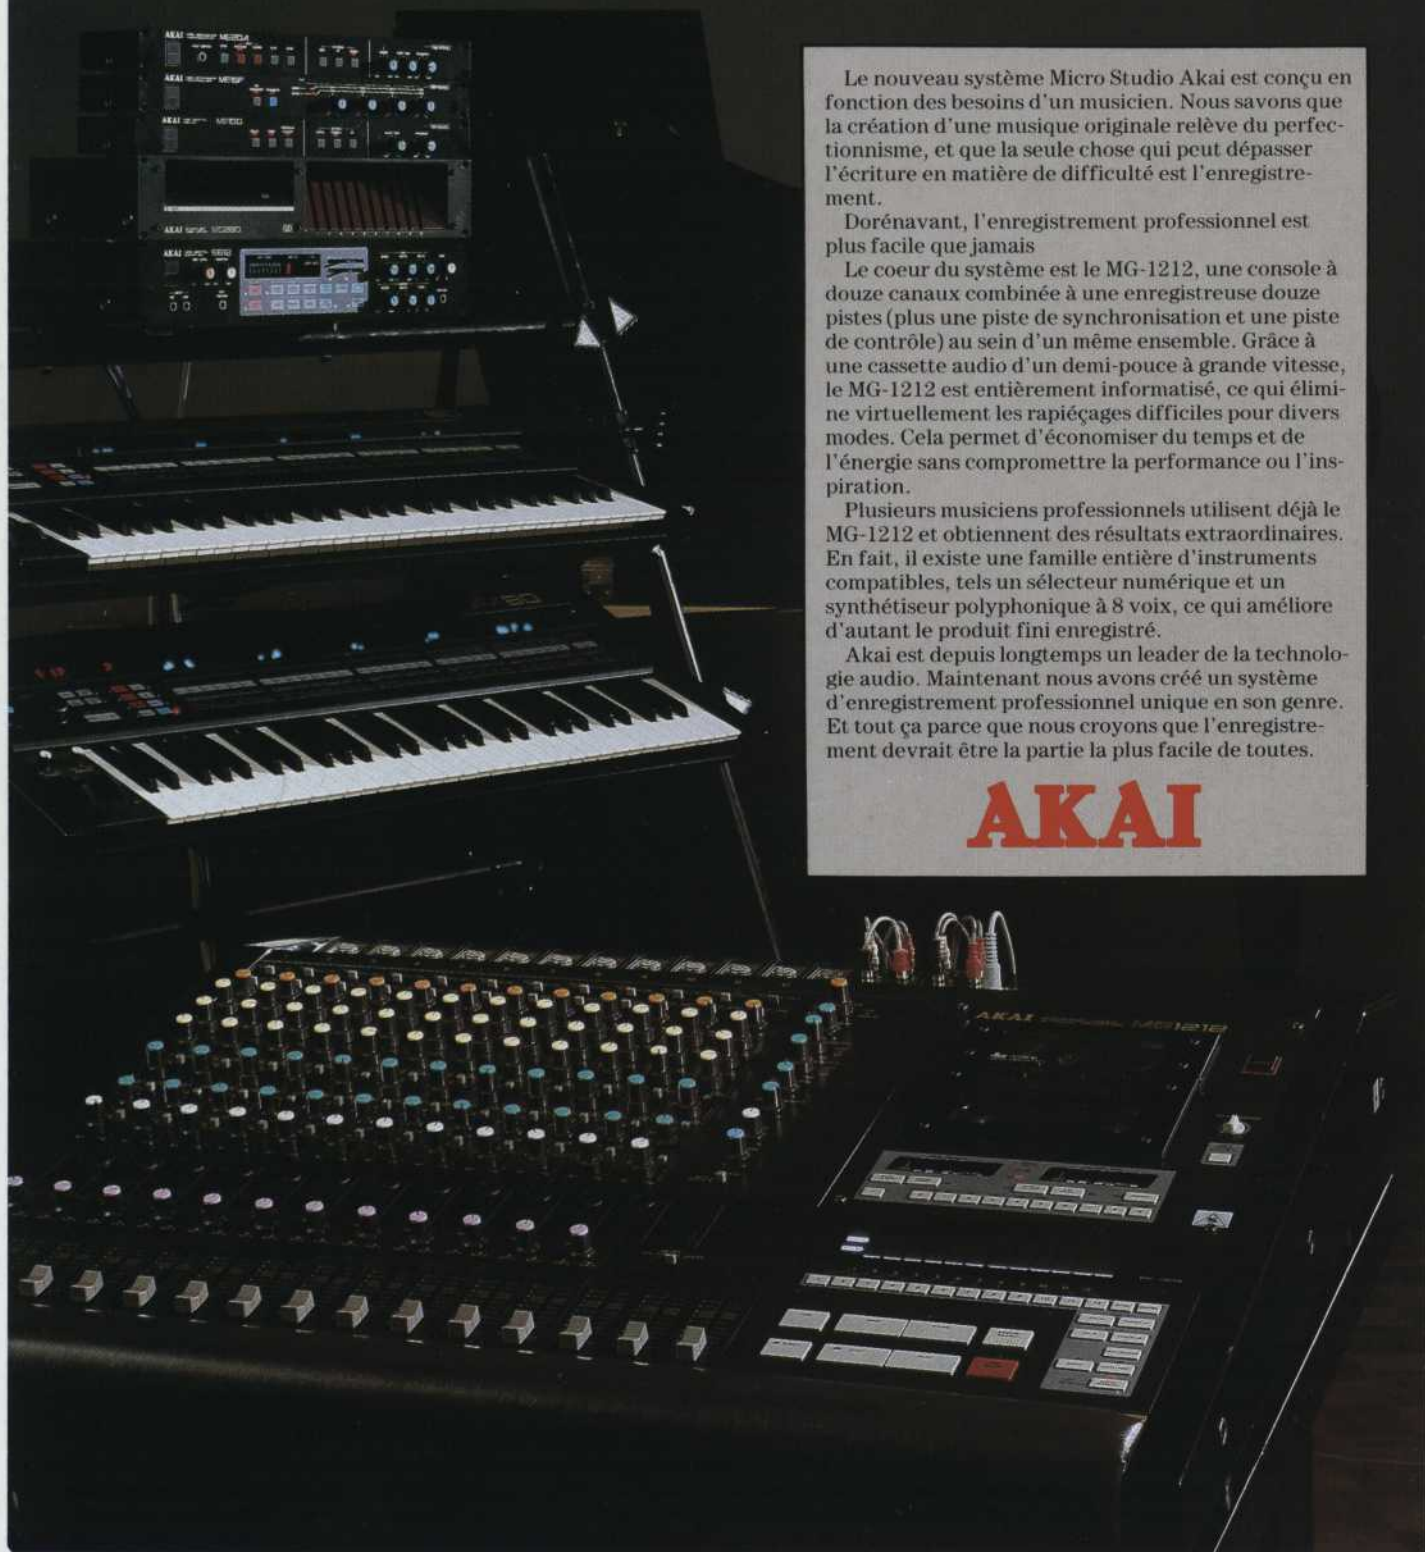 AKAI ME20A
AKAI ME15F
AKAI ME10D
AKAI
AKAI S612
Le nouveau système Micro Studio Akai est conçu en
fonction des besoins d'un musicien. Nous savons que
la création d'une musique originale relève du perfec-
tionnisme, et que la seule chose qui peut dépasser
l'écriture en matière de difficulté est l'enregistre-
ment.
Dorénavant, l'enregistrement professionnel est
plus facile que jamais
Le coeur du système est le MG-1212, une console à
douze canaux combinée à une enregistreuse douze
pistes (plus une piste de synchronisation et une piste
de contrôle) au sein d'un même ensemble. Grâce à
une cassette audio d'un demi-pouce à grande vitesse,
le MG-1212 est entièrement informatisé, ce qui élimi-
ne virtuellement les rapiéçages difficiles pour divers
modes. Cela permet d'économiser du temps et de
l'énergie sans compromettre la performance ou l'ins-
piration.
Plusieurs musiciens professionnels utilisent déjà le
MG-1212 et obtiennent des résultats extraordinaires.
En fait, il existe une famille entière d'instruments
compatibles, tels un sélecteur numérique et un
synthétiseur polyphonique à 8 voix, ce qui améliore
d'autant le produit fini enregistré.
Akai est depuis longtemps un leader de la technolo-
gie audio. Maintenant nous avons créé un système
d'enregistrement professionnel unique en son genre.
Et tout ça parce que nous croyons que l'enregistre-
ment devrait être la partie la plus facile de toutes.
AKAI
AKAI MG1212